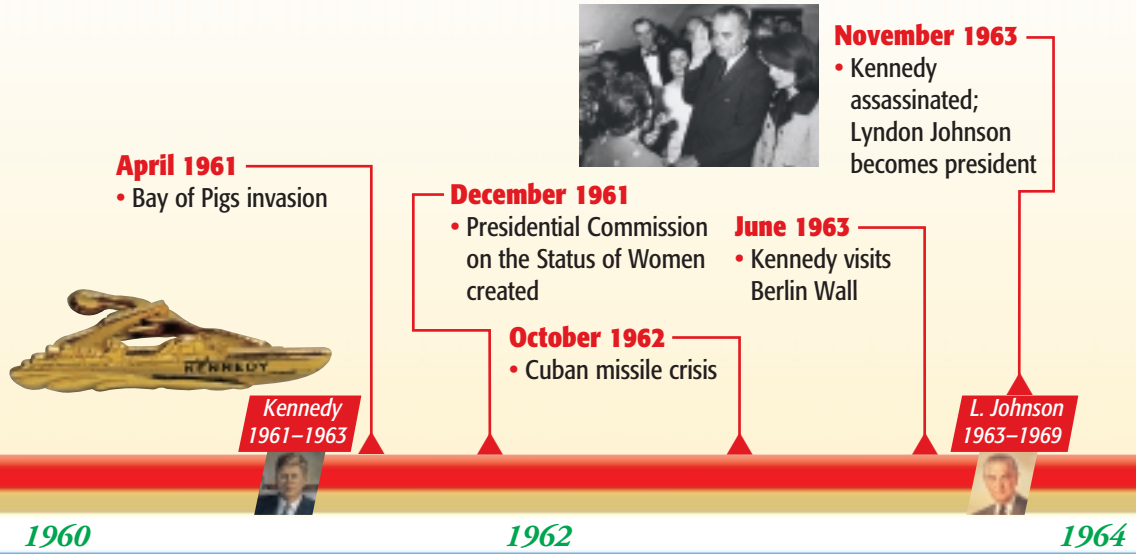 November 1963
• Kennedy
assassinated;
Lyndon Johnson
becomes president
April 1961
• Bay of Pigs invasion
December 1961
• Presidential Commission
on the Status of Women
created
June 1963
• Kennedy visits
Berlin Wall
October 1962
• Cuban missile crisis
KENNEDY
Kennedy
1961–1963
L. Johnson
1963–1969
1960
1962
1964